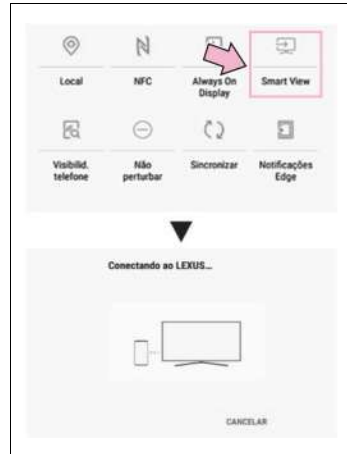 Local NFC Always On Smart View
Display
Visibilid. Não Sincronizar Notificações
telefone perturbar Edge
Conectando ao LEXUS...
CANCELAR